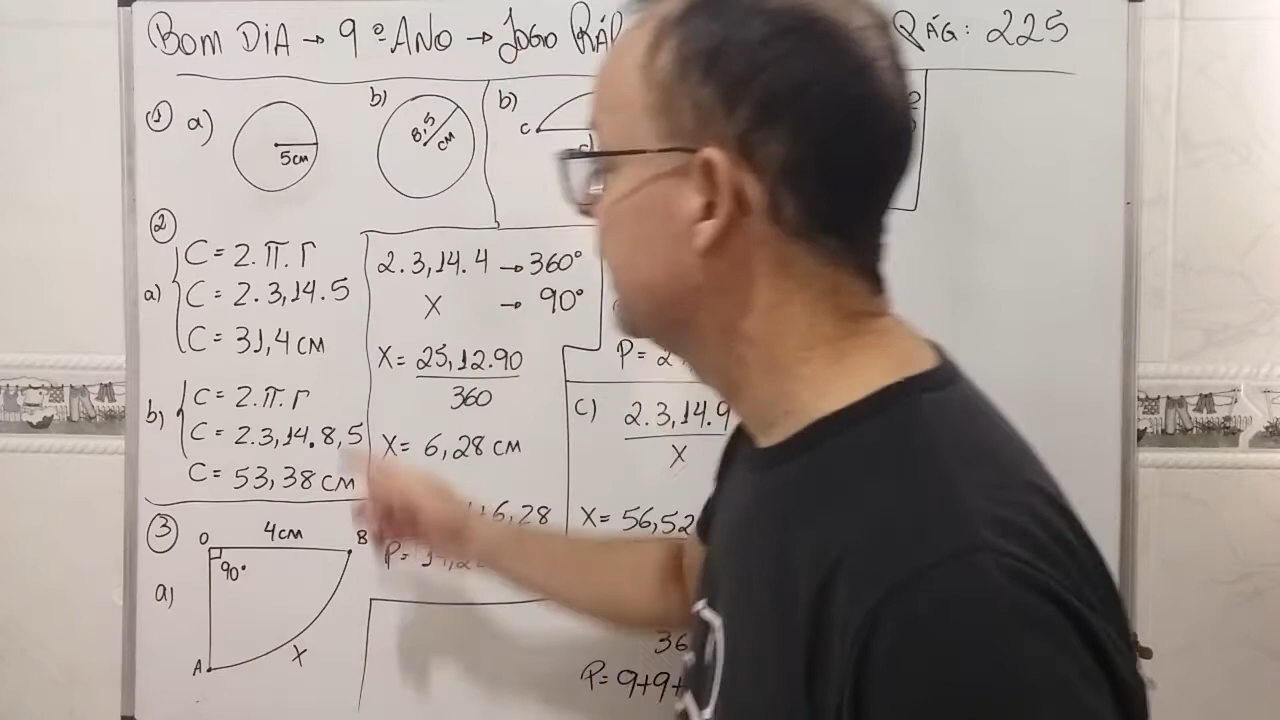 BOM DIA → 9º ANO → JOGO PÁG: 225
① a) 5cm
b) 8,5 cm
b) C
②
a) C = 2.π.r
C = 2.3,14.5
C = 31,4 cm
b) C = 2.π.r
C = 2.3,14.8,5
C = 53,38 cm
③ a) O 4cm B
90°
A X
2.3,14.4 → 360°
X → 90°
X = 25,12.90
360
X = 6,28 cm
6,28
P =
P =
c) 2.3,14.9
X
X = 56,52
36
P = 9+9+